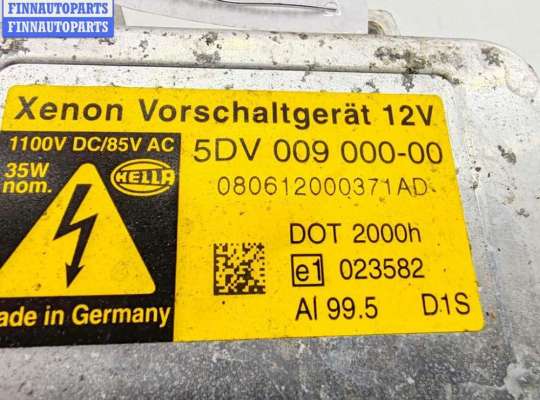 FINNAUTOPARTS
FINNAUTOPARTS
Xenon Vorschaltgerät 12V
1100V DC/85V AC
35W
nom.
HELLA
5DV 009 000-00
080612000371AD
DOT 2000h
e1 023582
Al 99.5 D1S
ade in Germany